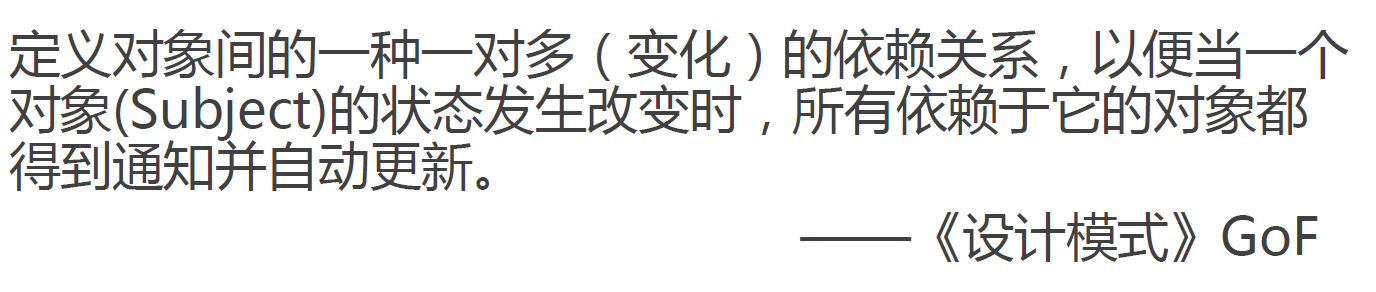 定义对象间的一种一对多（变化）的依赖关系，以便当一个
对象(Subject)的状态发生改变时，所有依赖于它的对象都
得到通知并自动更新。
——《设计模式》GoF